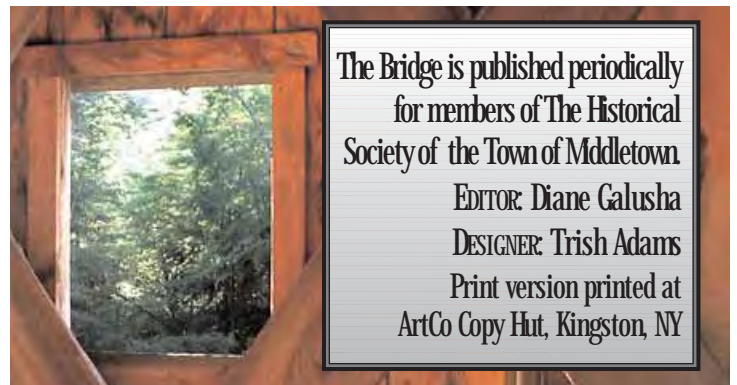 The Bridge is published periodically
for members of The Historical
Society of the Town of Middletown.
EDITOR: Diane Galusha
DESIGNER: Trish Adams
Print version printed at
ArtCo Copy Hut, Kingston, NY